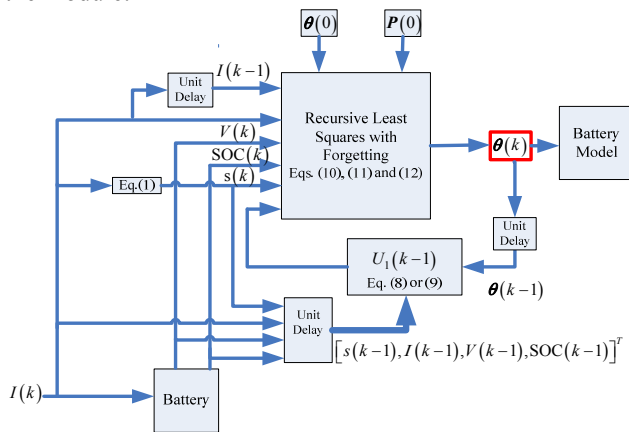 θ(0)
P(0)
Unit
Delay
I(k−1)
V(k)
SOC(k)
Eq.(1)
s(k)
Recursive Least
Squares with
Forgetting
Eqs. (10), (11) and (12)
θ(k)
Battery
Model
Unit
Delay
U₁(k−1)
Eq. (8) or (9)
θ(k−1)
Unit
Delay
[s(k−1), I(k−1), V(k−1), SOC(k−1)]ᵀ
I(k)
Battery